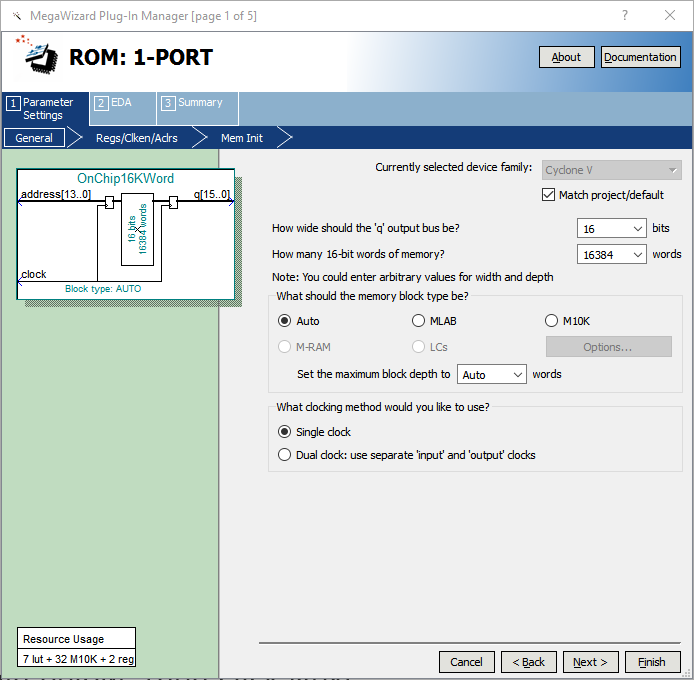 MegaWizard Plug-In Manager [page 1 of 5]
?
ROM: 1-PORT
About
Documentation
1 Parameter Settings
2 EDA
3 Summary
General
Regs/Clken/Aclrs
Mem Init
OnChip16KWord
address[13..0]
q[15..0]
16 bits
16384 words
clock
Block type: AUTO
Currently selected device family:
Cyclone V
Match project/default
How wide should the 'q' output bus be?
16
bits
How many 16-bit words of memory?
16384
words
Note: You could enter arbitrary values for width and depth
What should the memory block type be?
Auto
MLAB
M10K
M-RAM
LCs
Options...
Set the maximum block depth to
Auto
words
What clocking method would you like to use?
Single clock
Dual clock: use separate 'input' and 'output' clocks
Resource Usage
7 lut + 32 M10K + 2 reg
Cancel
< Back
Next >
Finish